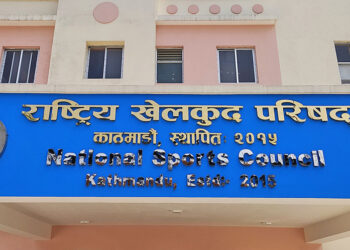 राष्ट्रिय खेलकुद परिषद
काठमाडौं, स्थापितः २०१५
National Sports Council
Kathmandu, Estd:- 2015